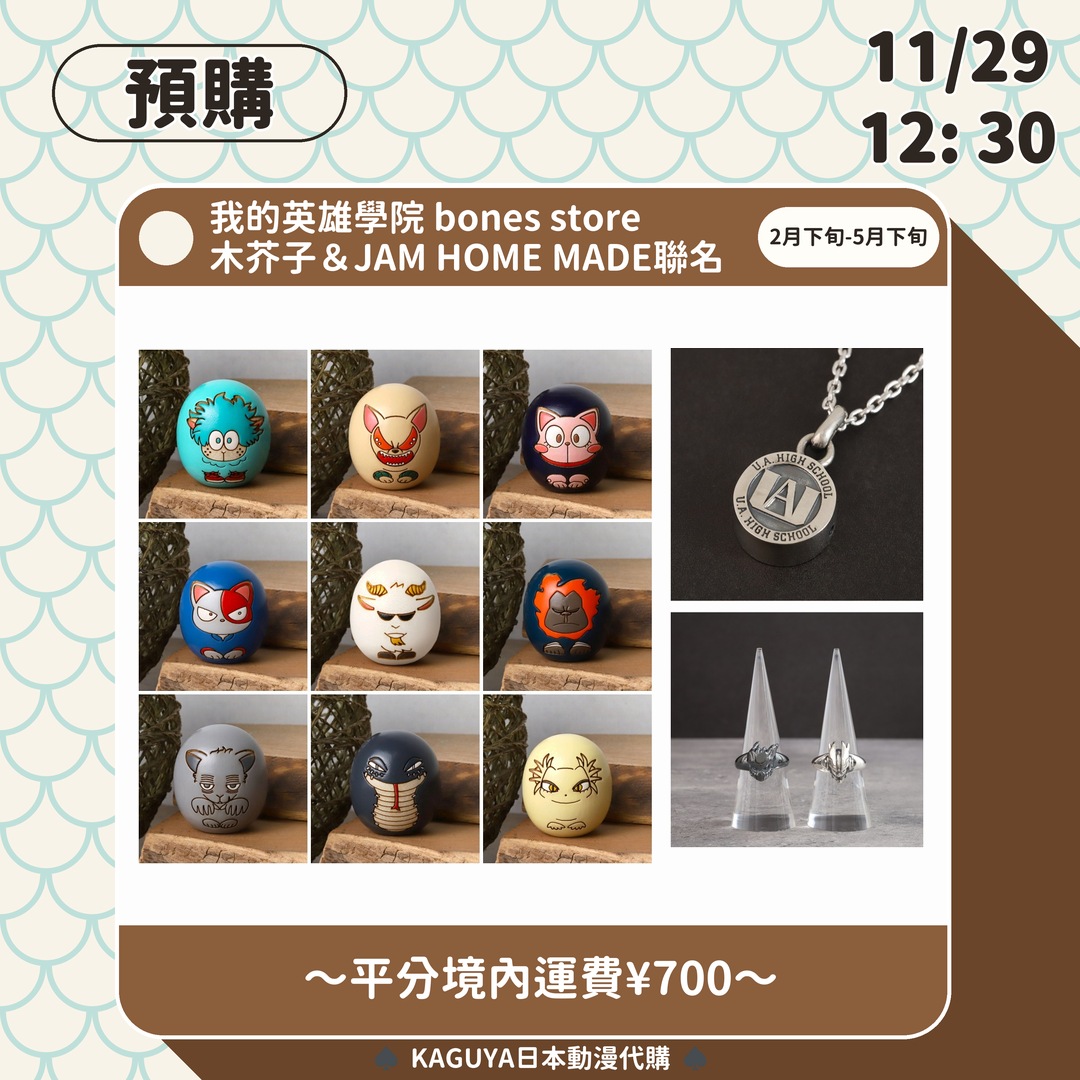 預購
11/29
12: 30
我的英雄學院 bones store
木芥子＆JAM HOME MADE聯名
2月下旬-5月下旬
U.A. HIGH SCHOOL
UA
U.A. HIGH SCHOOL
～平分境內運費¥700～
♠ KAGUYA日本動漫代購 ♠